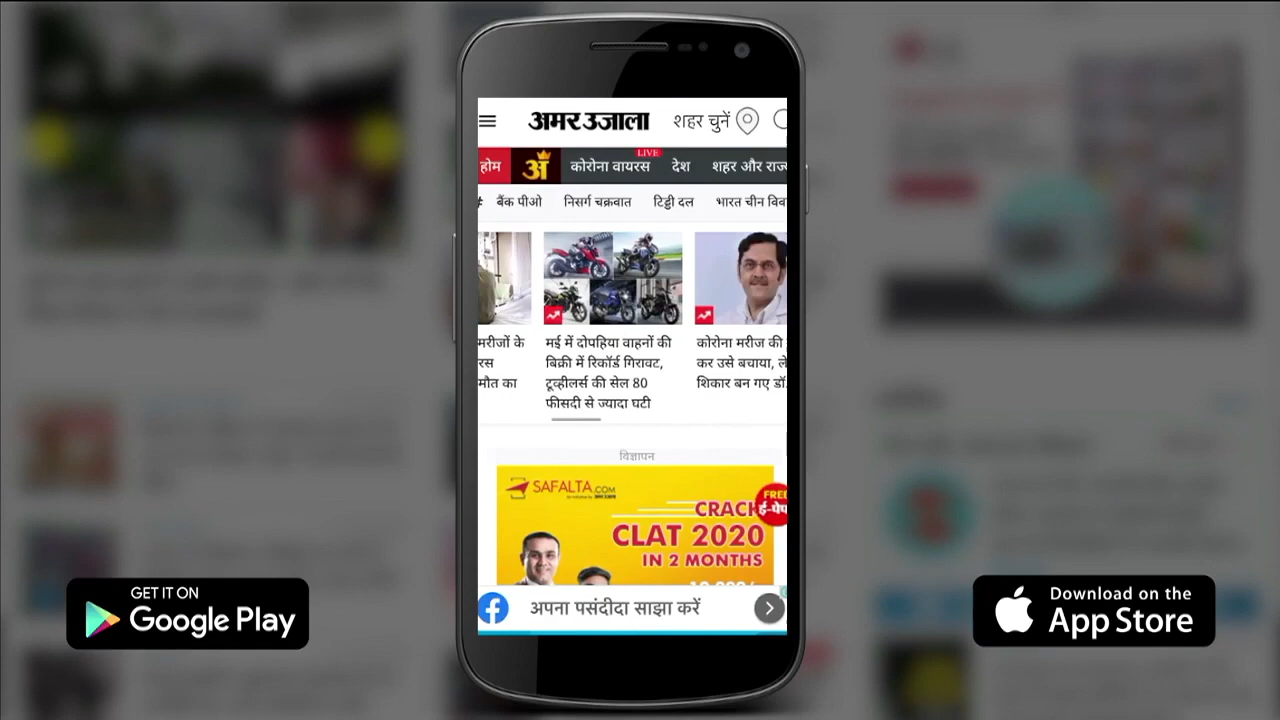 अमर उजाला
शहर चुनें
LIVE
होम
अ
कोरोना वायरस
देश
शहर और राज्
# बैंक पीओ
निसर्ग चक्रवात
टिड्डी दल
भारत चीन विवा
मरीजों के
रस
मौत का
मई में दोपहिया वाहनों की
बिक्री में रिकॉर्ड गिरावट,
टूव्हीलर्स की सेल 80
फीसदी से ज्यादा घटी
कोरोना मरीज की
कर उसे बचाया, ले
शिकार बन गए डॉ.
विज्ञापन
SAFALTA.COM
CRACK
CLAT 2020
IN 2 MONTHS
FREE
ई-पेप
अपना पसंदीदा साझा करें
GET IT ON
Google Play
Download on the
App Store